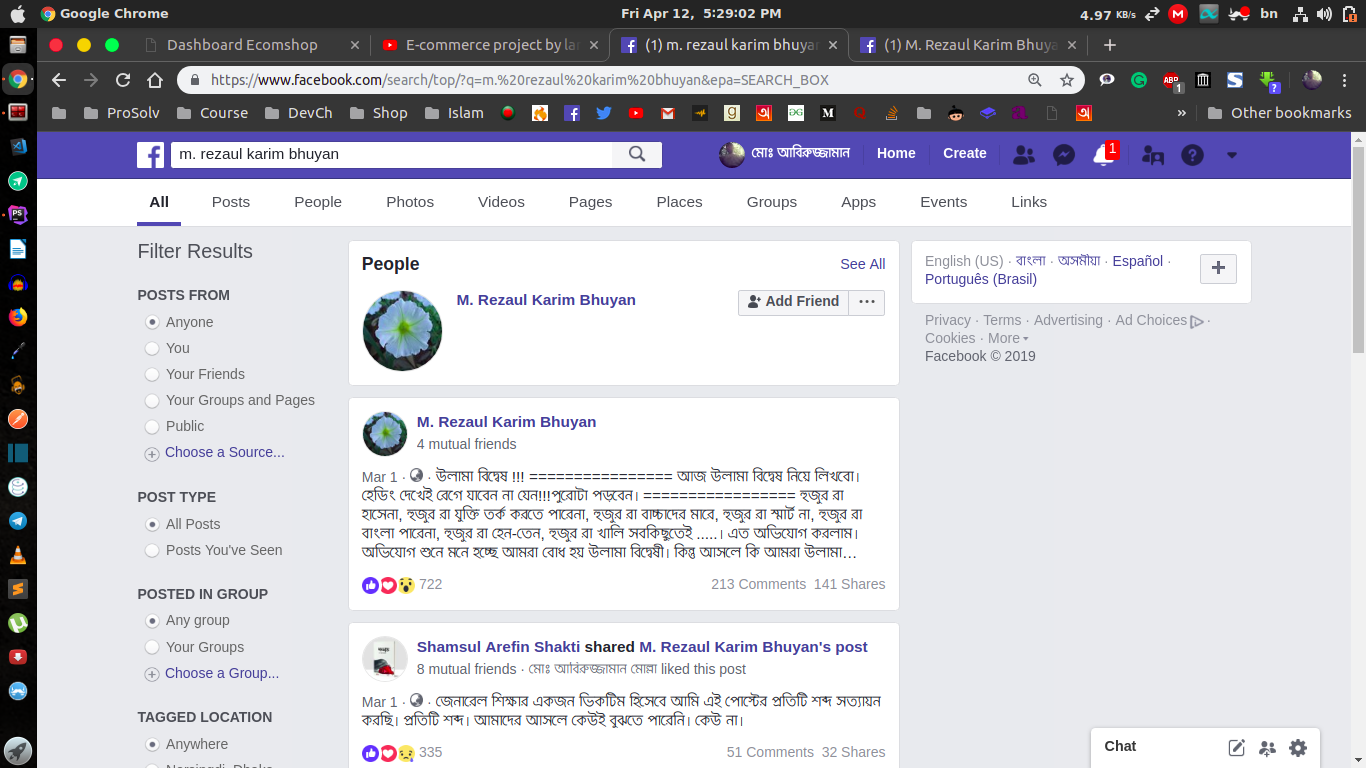 Google Chrome
Fri Apr 12, 5:29:02 PM
4.97 KB/s
bn
Dashboard Ecomshop
E-commerce project by lar
(1) m. rezaul karim bhuyan
(1) M. Rezaul Karim Bhuya
https://www.facebook.com/search/top/?q=m.%20rezaul%20karim%20bhuyan&epa=SEARCH_BOX
ProSolv
Course
DevCh
Shop
Islam
Other bookmarks
m. rezaul karim bhuyan
মোঃ আবিরুজ্জামান
Home
Create
1
All
Posts
People
Photos
Videos
Pages
Places
Groups
Apps
Events
Links
Filter Results
POSTS FROM
Anyone
You
Your Friends
Your Groups and Pages
Public
Choose a Source...
POST TYPE
All Posts
Posts You've Seen
POSTED IN GROUP
Any group
Your Groups
Choose a Group...
TAGGED LOCATION
Anywhere
People
See All
M. Rezaul Karim Bhuyan
Add Friend
M. Rezaul Karim Bhuyan
4 mutual friends
Mar 1 · · উলামা বিদ্বেষ !!! ================ আজ উলামা বিদ্বেষ নিয়ে লিখবো।
হেডিং দেখেই রেগে যাবেন না যেন!!!পুরোটা পড়বেন। ================= হুজুর রা
হাসেনা, হুজুর রা যুক্তি তর্ক করতে পারেনা, হুজুর রা বাচ্চাদের মারে, হুজুর রা স্মার্ট না, হুজুর রা
বাংলা পারেনা, হুজুর রা হেন-তেন, হুজুর রা খালি সবকিছুতেই .....। এত অভিযোগ করলাম।
অভিযোগ শুনে মনে হচ্ছে আমরা বোধ হয় উলামা বিদ্বেষী। কিন্তু আসলে কি আমরা উলামা…
722
213 Comments 141 Shares
Shamsul Arefin Shakti shared M. Rezaul Karim Bhuyan's post
8 mutual friends · মোঃ আবিরুজ্জামান মোল্লা liked this post
Mar 1 · · জেনারেল শিক্ষার একজন ভিকটিম হিসেবে আমি এই পোস্টের প্রতিটি শব্দ সত্যায়ন
করছি। প্রতিটি শব্দ। আমাদের আসলে কেউই বুঝতে পারেনি। কেউ না।
335
51 Comments 32 Shares
English (US) · বাংলা · অসমীয়া · Español ·
Português (Brasil)
Privacy · Terms · Advertising · Ad Choices ·
Cookies · More
Facebook © 2019
Chat